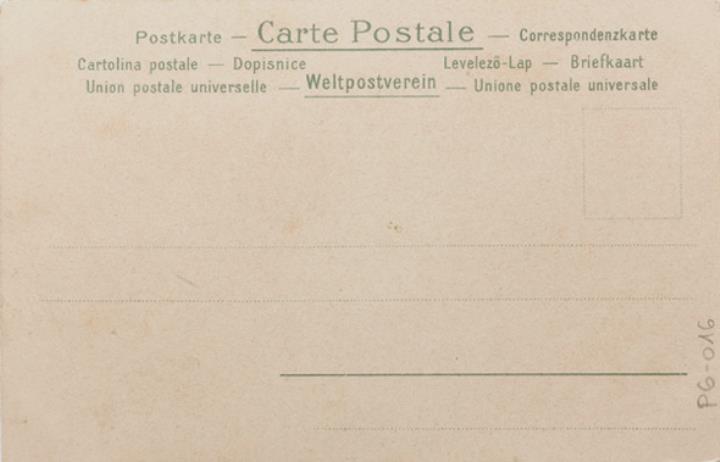 Postkarte — Carte Postale — Correspondenzkarte
Cartolina postale — Dopisnice Levelező-Lap — Briefkaart
Union postale universelle — Weltpostverein — Unione postale universale
PG-016